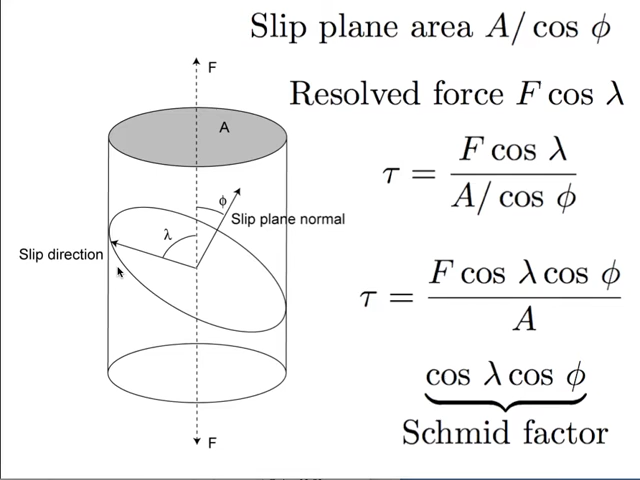 Slip plane area A/ cos ϕ
F
Resolved force F cos λ
A
τ = F cos λ / A/ cos ϕ
ϕ
Slip plane normal
λ
Slip direction
τ = F cos λ cos ϕ / A
cos λ cos ϕ
Schmid factor
F